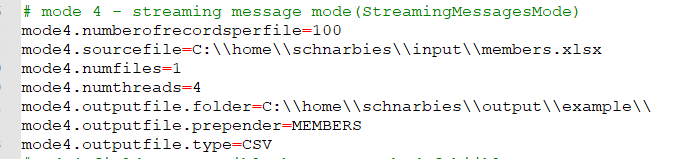 # mode 4 - streaming message mode(StreamingMessagesMode)
mode4.numberofrecordsperfile=100
mode4.sourcefile=C:\\home\\schnarbies\\input\\members.xlsx
mode4.numfiles=1
mode4.numthreads=4
mode4.outputfile.folder=C:\\home\\schnarbies\\output\\example\\
mode4.outputfile.prepender=MEMBERS
mode4.outputfile.type=CSV